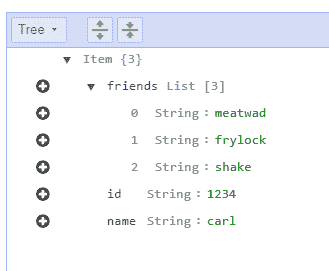 Tree
Item {3}
friends List [3]
0 String : meatwad
1 String : frylock
2 String : shake
id String : 1234
name String : carl